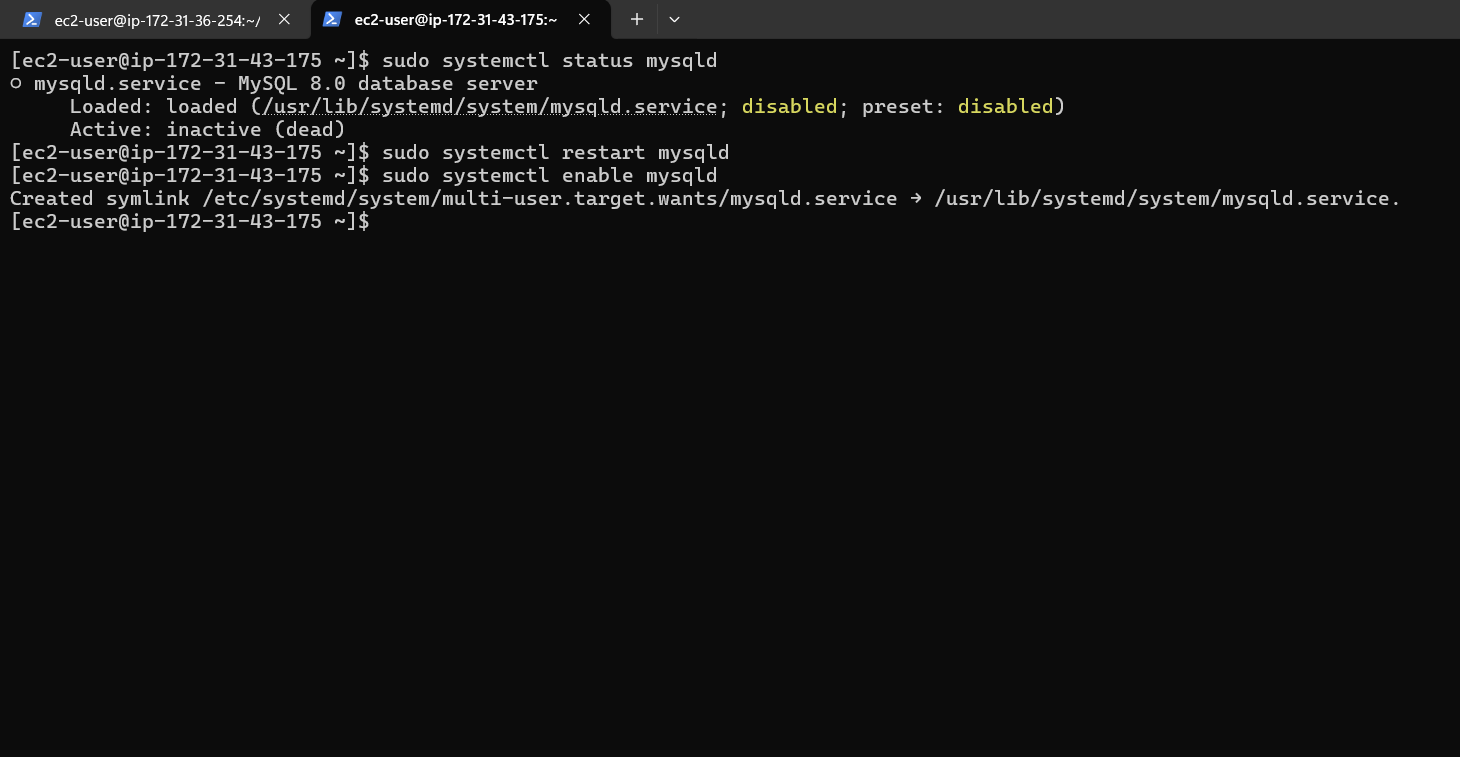 ec2-user@ip-172-31-36-254:~/
ec2-user@ip-172-31-43-175:~
[ec2-user@ip-172-31-43-175 ~]$ sudo systemctl status mysqld
○ mysqld.service - MySQL 8.0 database server
     Loaded: loaded (/usr/lib/systemd/system/mysqld.service; disabled; preset: disabled)
     Active: inactive (dead)
[ec2-user@ip-172-31-43-175 ~]$ sudo systemctl restart mysqld
[ec2-user@ip-172-31-43-175 ~]$ sudo systemctl enable mysqld
Created symlink /etc/systemd/system/multi-user.target.wants/mysqld.service → /usr/lib/systemd/system/mysqld.service.
[ec2-user@ip-172-31-43-175 ~]$